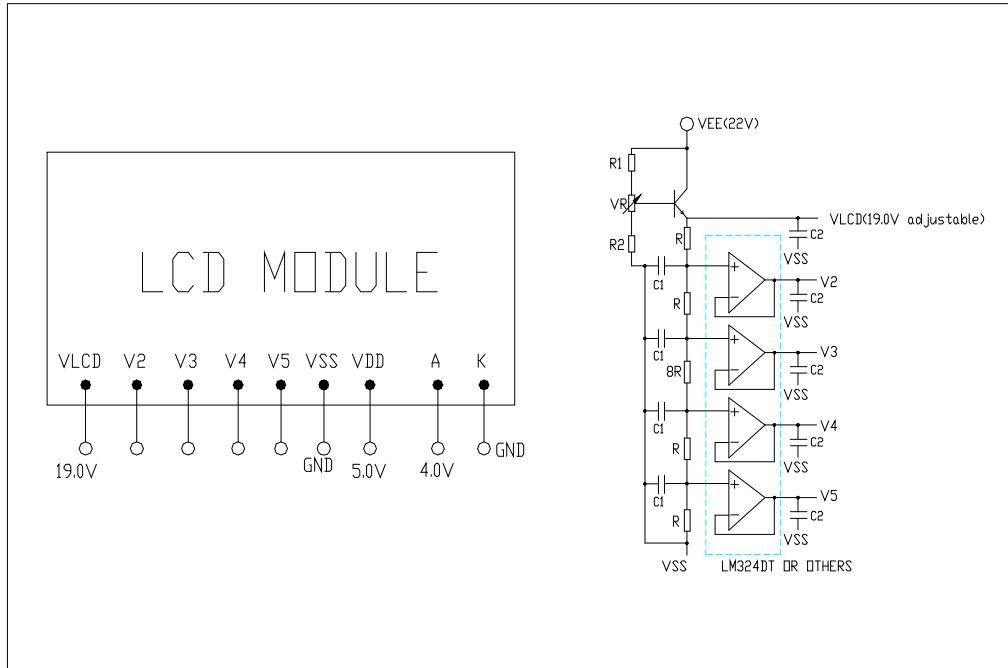 VEE(22V)
R1
VR
VLCD(19.0V adjustable)
R2
R
C2
VSS
LCD MODULE
C1
V2
R
C2
VSS
VLCD V2 V3 V4 V5 VSS VDD A K
C1
V3
8R
C2
VSS
C1
V4
19.0V GND 5.0V 4.0V GND
R
C2
VSS
C1
V5
R
C2
VSS
VSS
LM324DT OR OTHERS